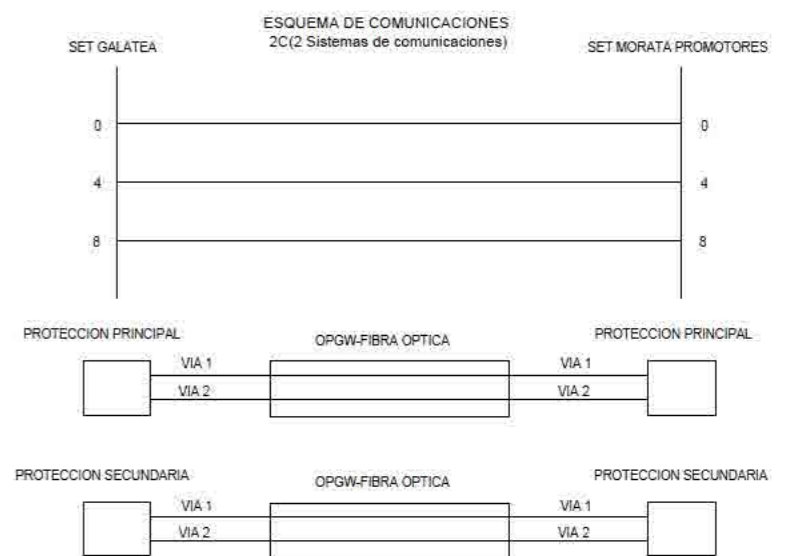 ESQUEMA DE COMUNICACIONES
2C(2 Sistemas de comunicaciones)
SET GALATEA
SET MORATA PROMOTORES
0 0
4 4
8 8
PROTECCION PRINCIPAL
OPGW-FIBRA OPTICA
PROTECCION PRINCIPAL
VIA 1 VIA 1
VIA 2 VIA 2
PROTECCION SECUNDARIA
OPGW-FIBRA OPTICA
PROTECCION SECUNDARIA
VIA 1 VIA 1
VIA 2 VIA 2